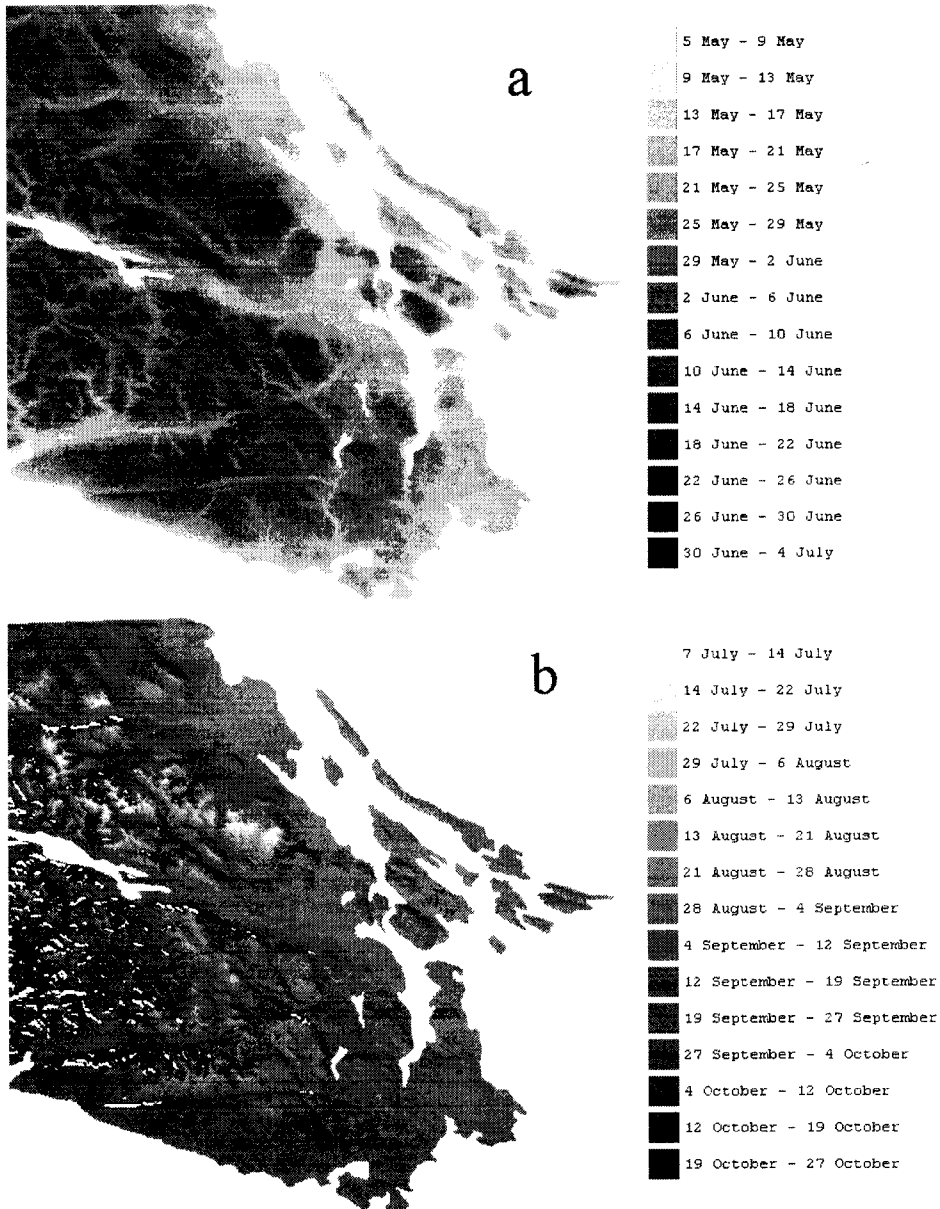 a
5 May - 9 May
9 May - 13 May
13 May - 17 May
17 May - 21 May
21 May - 25 May
25 May - 29 May
29 May - 2 June
2 June - 6 June
6 June - 10 June
10 June - 14 June
14 June - 18 June
18 June - 22 June
22 June - 26 June
26 June - 30 June
30 June - 4 July
b
7 July - 14 July
14 July - 22 July
22 July - 29 July
29 July - 6 August
6 August - 13 August
13 August - 21 August
21 August - 28 August
28 August - 4 September
4 September - 12 September
12 September - 19 September
19 September - 27 September
27 September - 4 October
4 October - 12 October
12 October - 19 October
19 October - 27 October